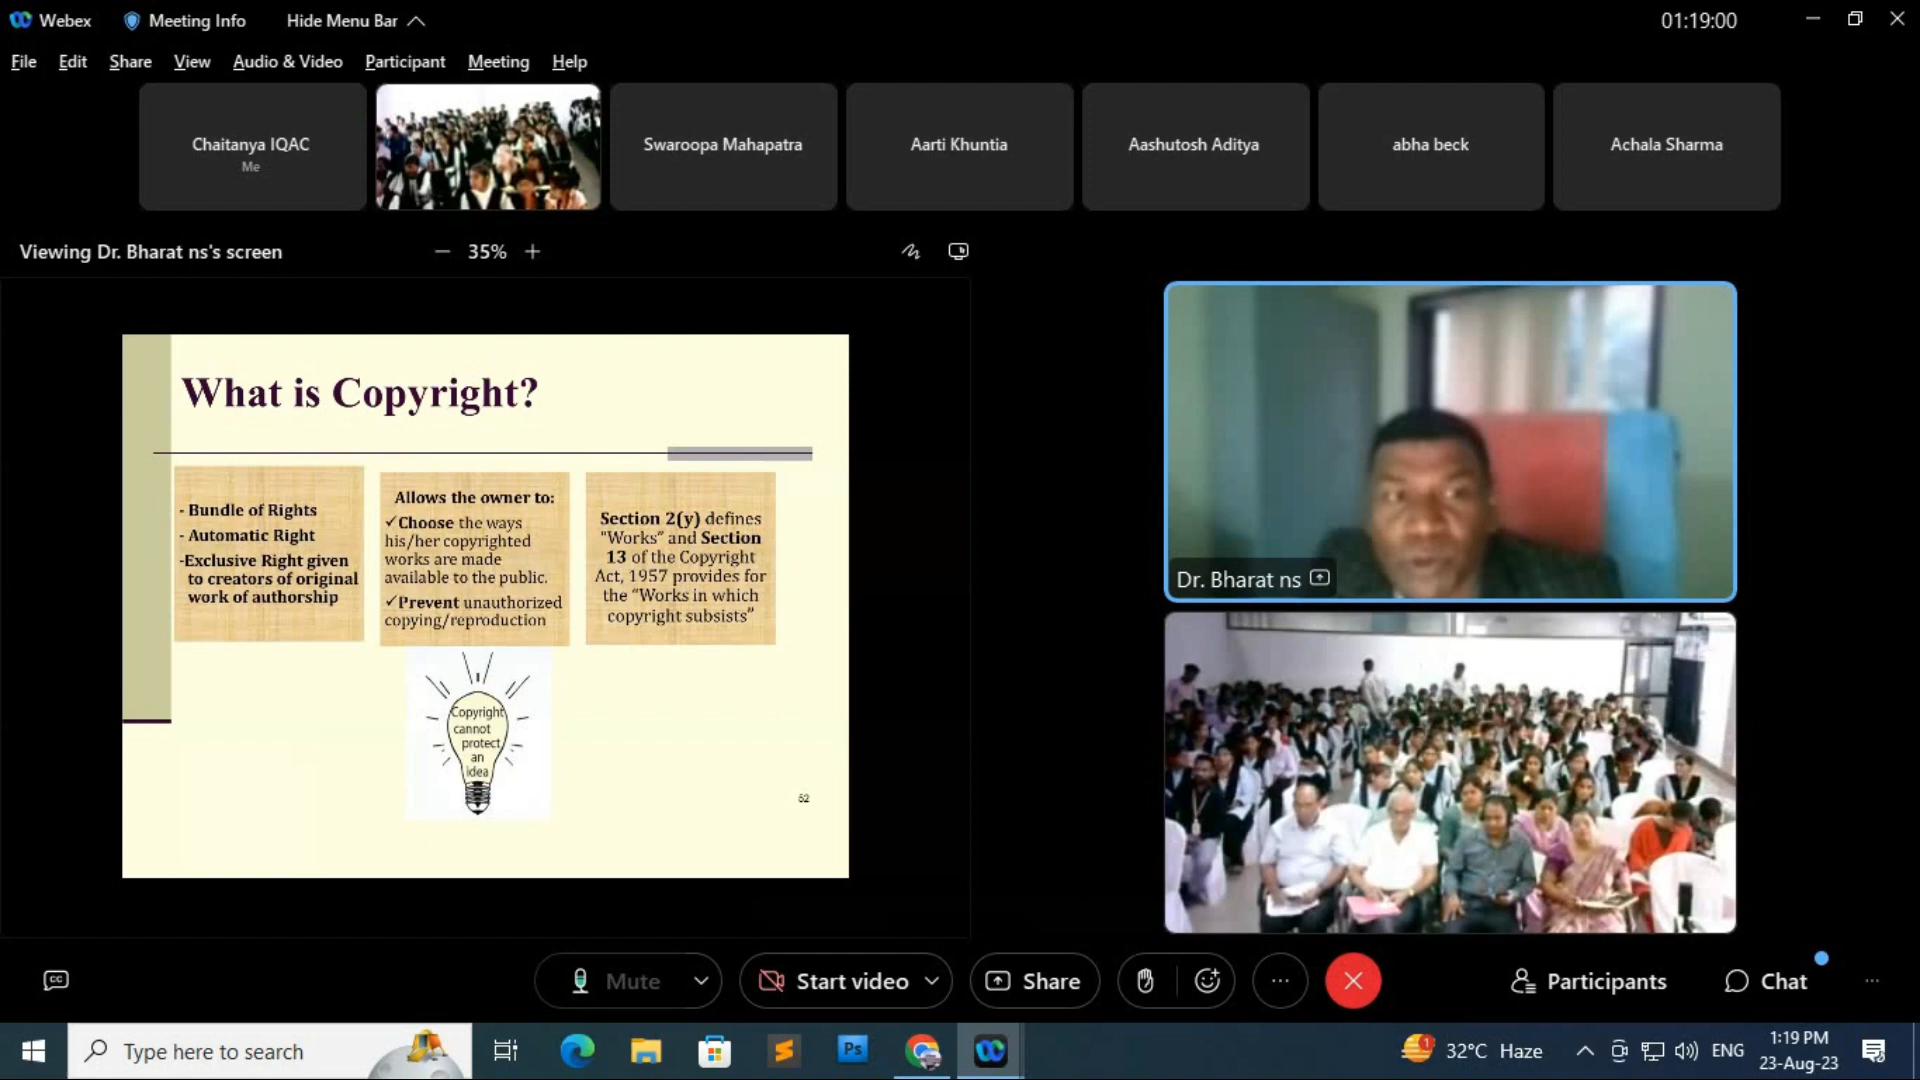 Webex
Meeting Info
Hide Menu Bar
01:19:00
File Edit Share View Audio & Video Participant Meeting Help
Chaitanya IQAC
Me
Swaroopa Mahapatra
Aarti Khuntia
Aashutosh Aditya
abha beck
Achala Sharma
Viewing Dr. Bharat ns's screen
35%
What is Copyright?
- Bundle of Rights
- Automatic Right
-Exclusive Right given
to creators of original
work of authorship
Allows the owner to:
✓Choose the ways
his/her copyrighted
works are made
available to the public.
✓Prevent unauthorized
copying/reproduction
Section 2(y) defines
"Works" and Section
13 of the Copyright
Act, 1957 provides for
the “Works in which
copyright subsists”
Copyright
cannot
protect
an
idea
52
Dr. Bharat ns
CC
Mute
Start video
Share
Participants
Chat
Type here to search
Ps
1
32°C Haze
ENG
1:19 PM
23-Aug-23